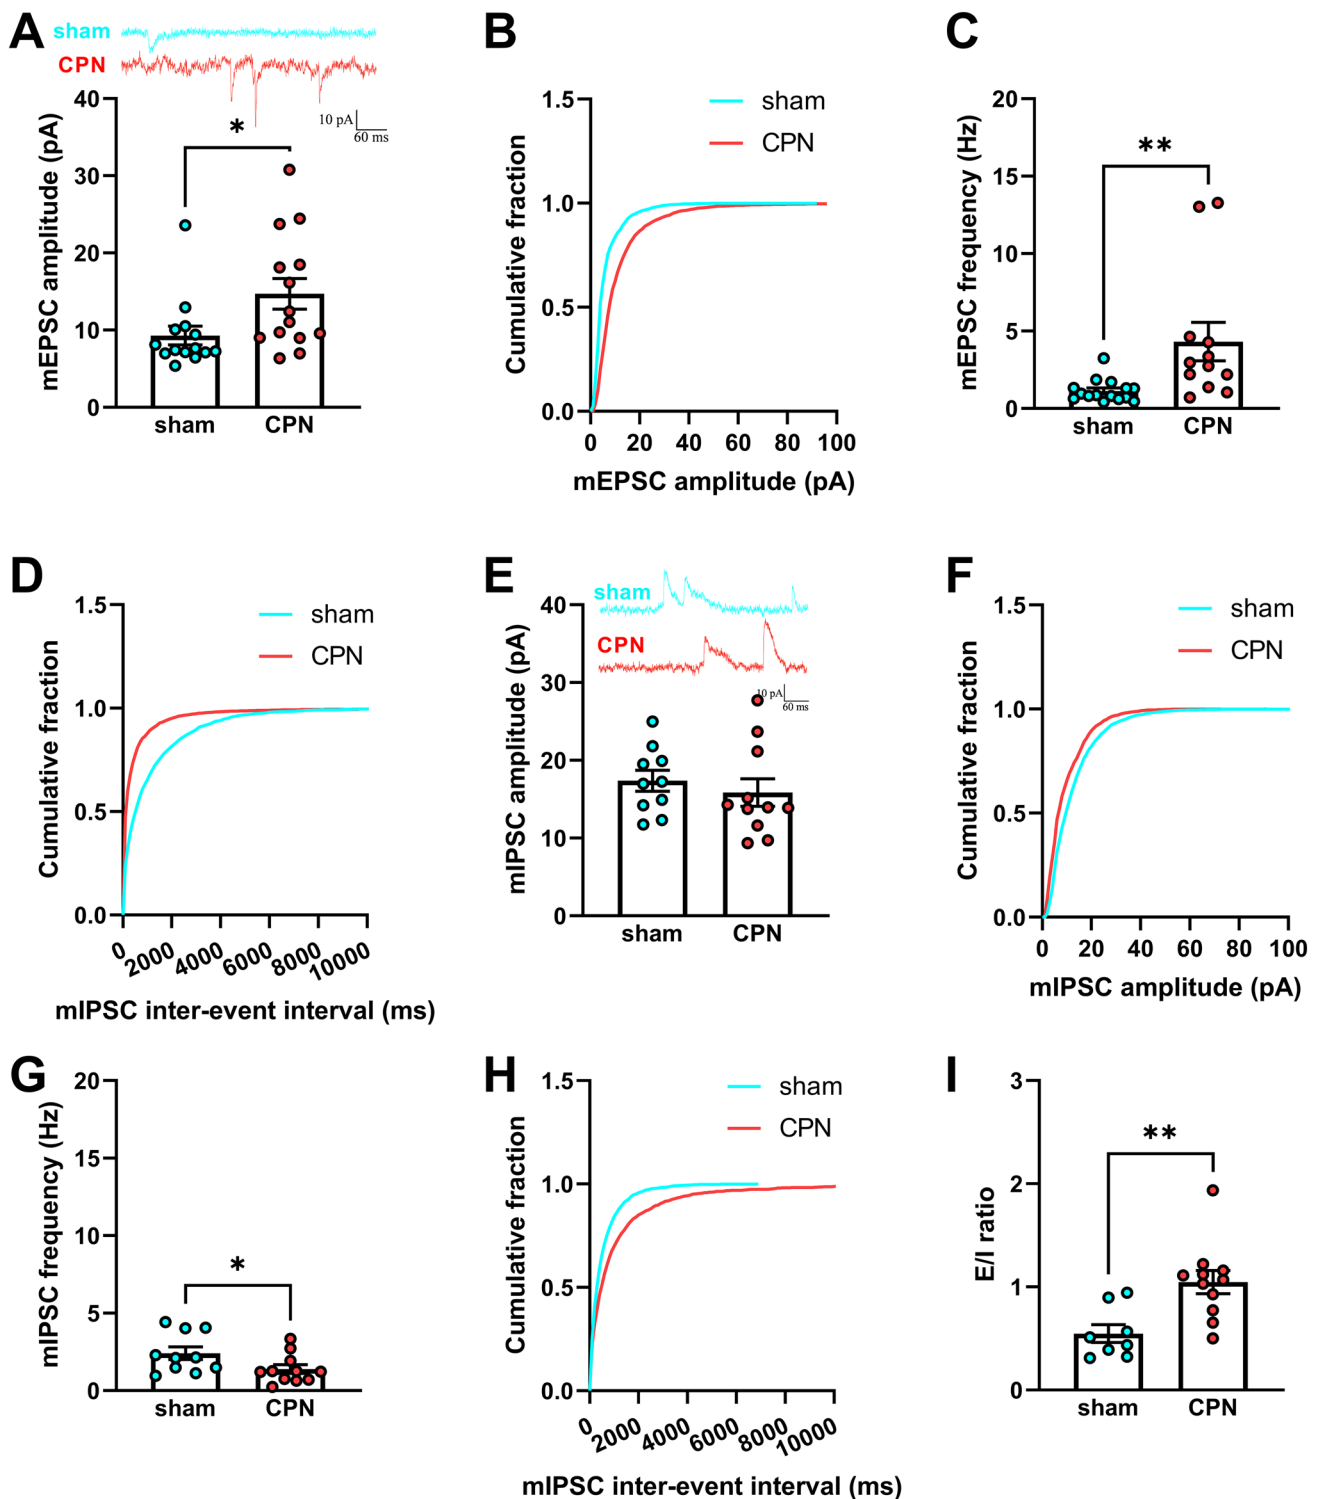 A
sham
CPN
10 pA
60 ms
*
mEPSC amplitude (pA)
40
30
20
10
0
sham CPN
B
sham
CPN
Cumulative fraction
1.5
1.0
0.5
0.0
0 20 40 60 80 100
mEPSC amplitude (pA)
C
**
mEPSC frequency (Hz)
20
15
10
5
0
sham CPN
D
sham
CPN
Cumulative fraction
1.5
1.0
0.5
0.0
0 2000 4000 6000 8000 10000
mIPSC inter-event interval (ms)
E
sham
CPN
10 pA
60 ms
mIPSC amplitude (pA)
40
30
20
10
0
sham CPN
F
sham
CPN
Cumulative fraction
1.5
1.0
0.5
0.0
0 20 40 60 80 100
mIPSC amplitude (pA)
G
*
mIPSC frequency (Hz)
20
15
10
5
0
sham CPN
H
sham
CPN
Cumulative fraction
1.5
1.0
0.5
0.0
0 2000 4000 6000 8000 10000
mIPSC inter-event interval (ms)
I
**
E/I ratio
3
2
1
0
sham CPN